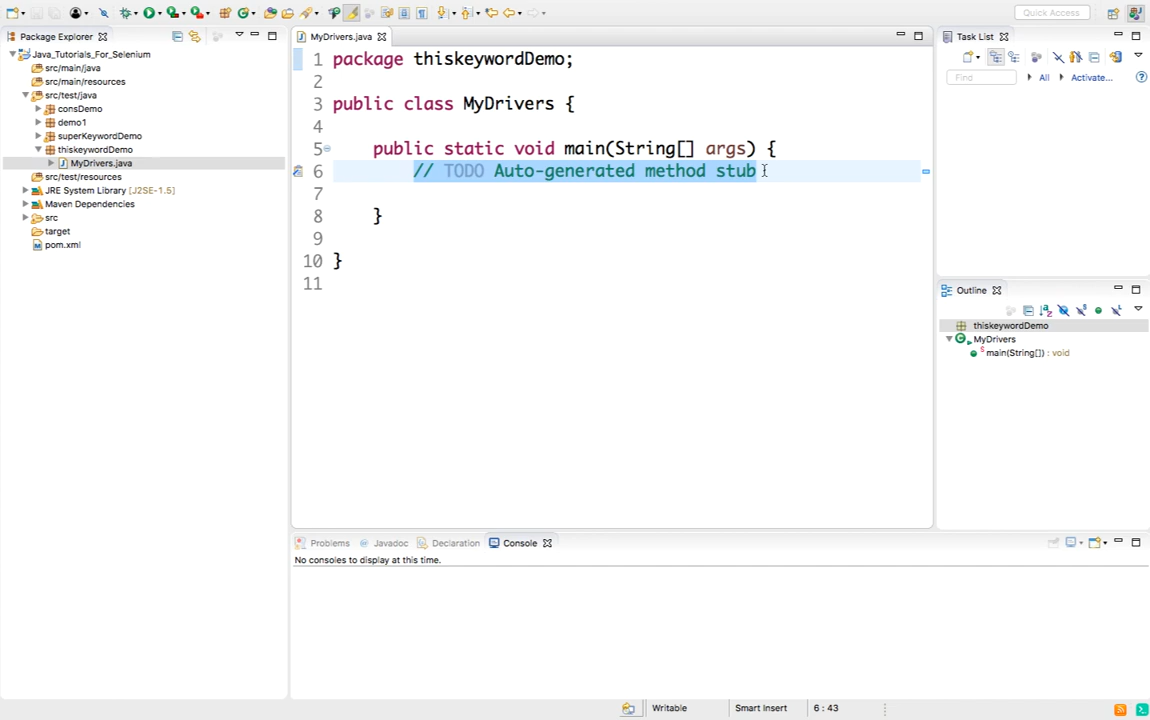 Quick Access
Package Explorer
Java_Tutorials_For_Selenium
src/main/java
src/main/resources
src/test/java
consDemo
demo1
superKeywordDemo
thiskeywordDemo
MyDrivers.java
src/test/resources
JRE System Library [J2SE-1.5]
Maven Dependencies
src
target
pom.xml
MyDrivers.java
1 package thiskeywordDemo;
2
3 public class MyDrivers {
4
5 public static void main(String[] args) {
6 // TODO Auto-generated method stub
7
8 }
9
10 }
11
Task List
Find
All
Activate...
Outline
thiskeywordDemo
MyDrivers
main(String[]) : void
Problems
Javadoc
Declaration
Console
No consoles to display at this time.
Writable
Smart Insert
6 : 43